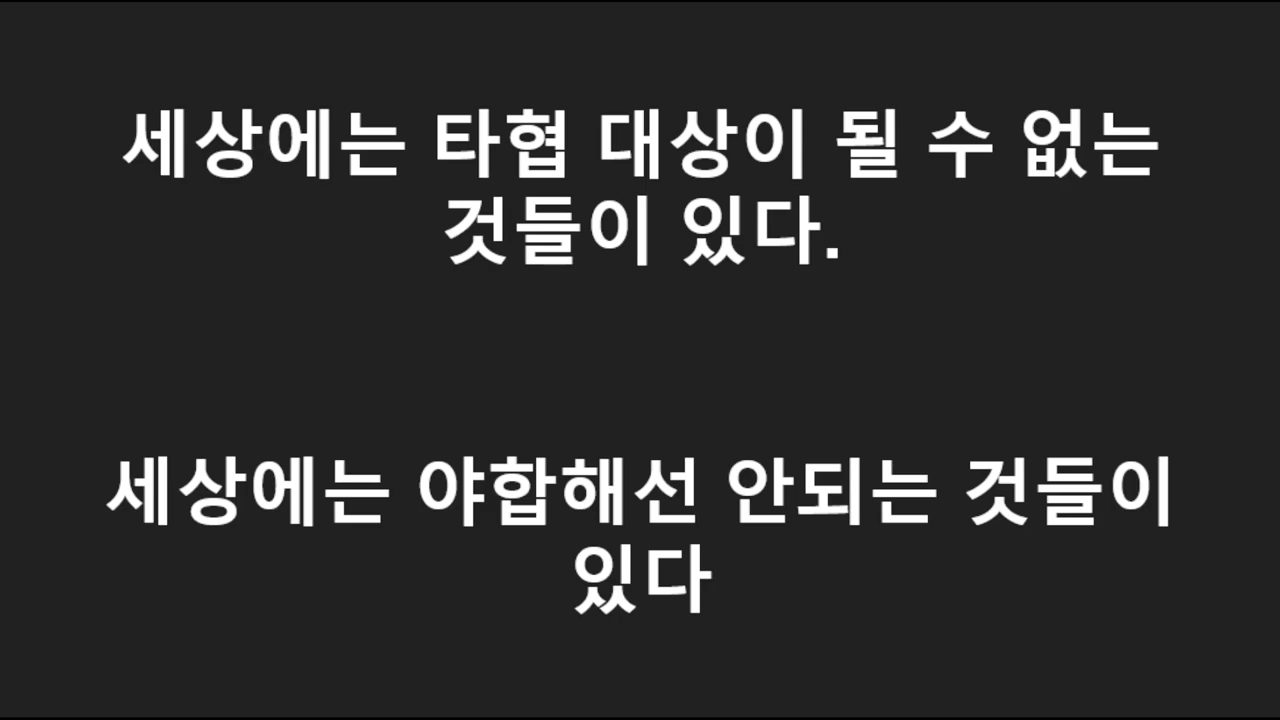 세상에는 타협 대상이 될 수 없는
것들이 있다.
세상에는 야합해선 안되는 것들이
있다